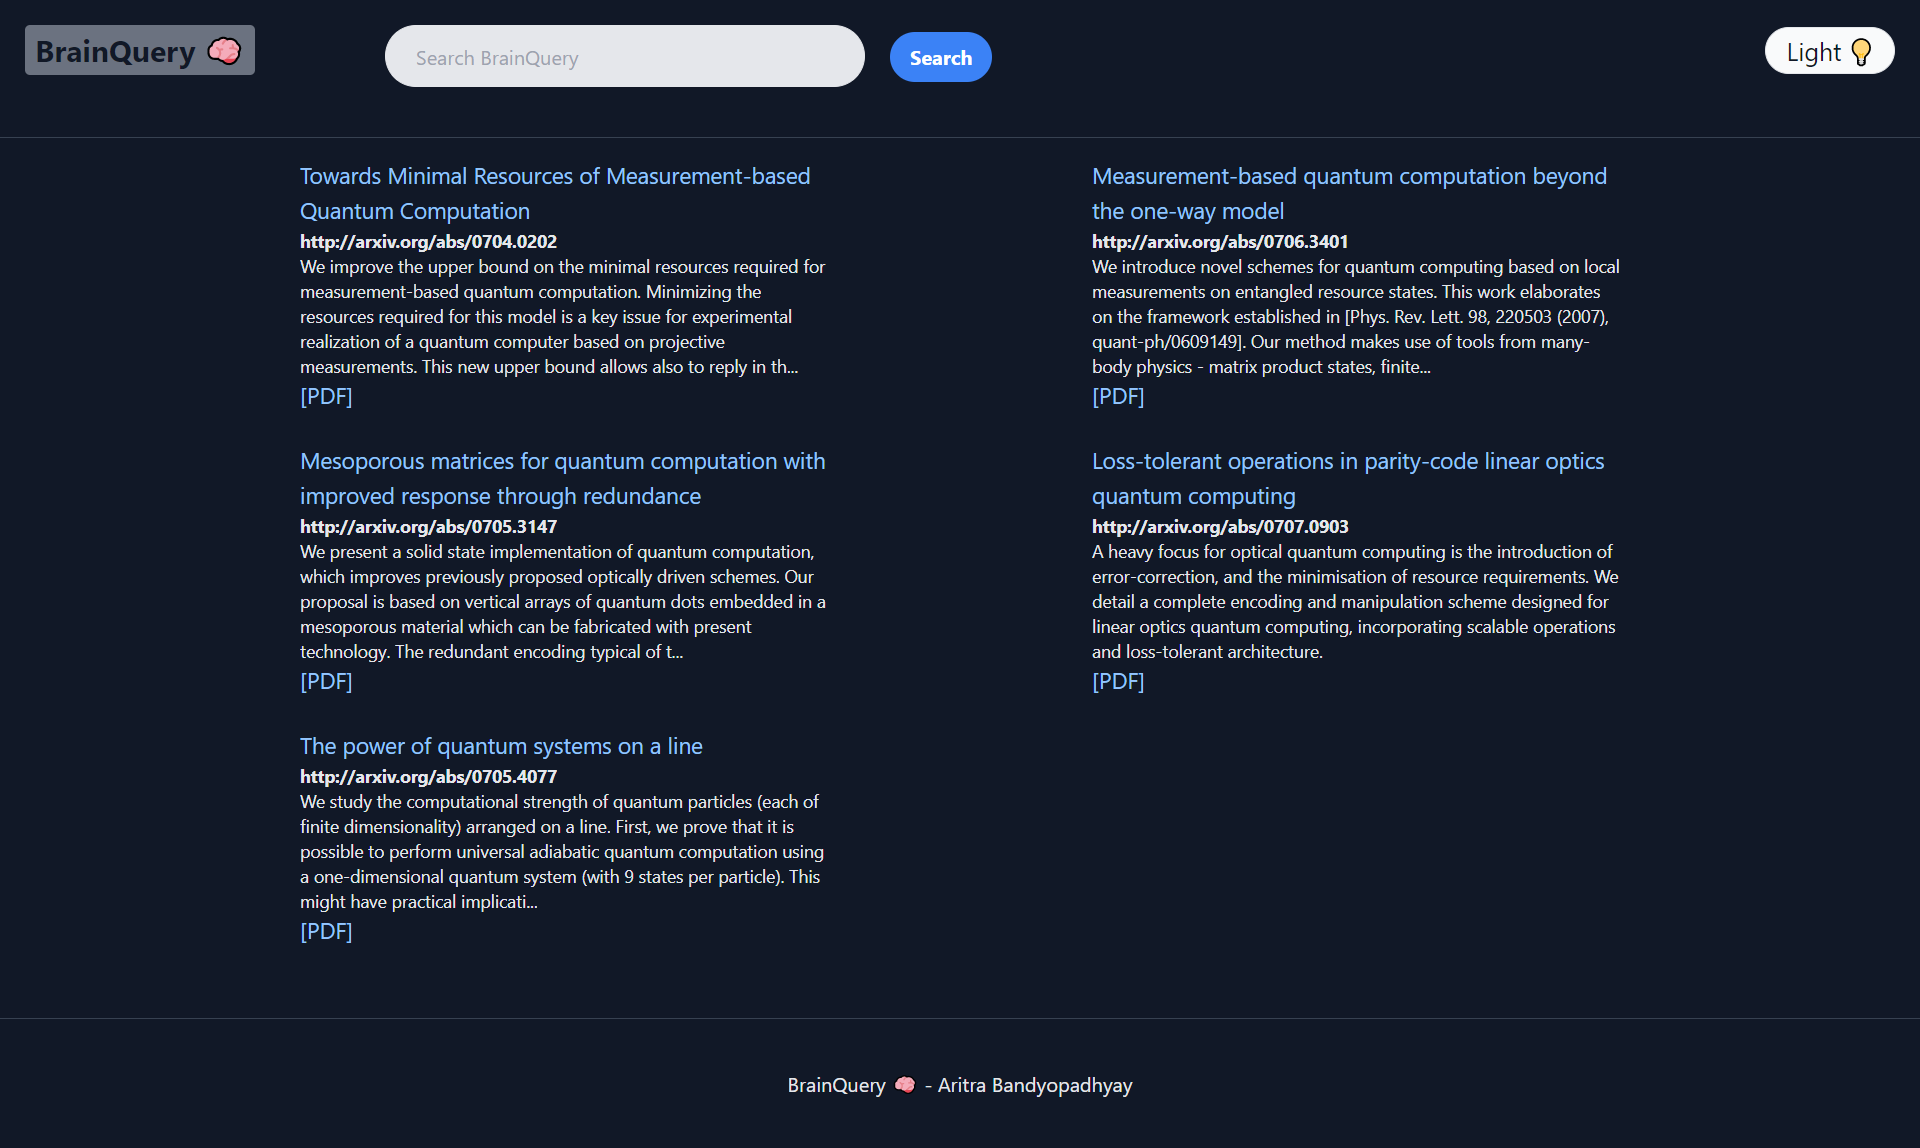 BrainQuery 🧠
Search BrainQuery
Search
Light 💡
Towards Minimal Resources of Measurement-based
Quantum Computation
http://arxiv.org/abs/0704.0202
We improve the upper bound on the minimal resources required for
measurement-based quantum computation. Minimizing the
resources required for this model is a key issue for experimental
realization of a quantum computer based on projective
measurements. This new upper bound allows also to reply in th...
[PDF]
Measurement-based quantum computation beyond
the one-way model
http://arxiv.org/abs/0706.3401
We introduce novel schemes for quantum computing based on local
measurements on entangled resource states. This work elaborates
on the framework established in [Phys. Rev. Lett. 98, 220503 (2007),
quant-ph/0609149]. Our method makes use of tools from many-
body physics - matrix product states, finite...
[PDF]
Mesoporous matrices for quantum computation with
improved response through redundance
http://arxiv.org/abs/0705.3147
We present a solid state implementation of quantum computation,
which improves previously proposed optically driven schemes. Our
proposal is based on vertical arrays of quantum dots embedded in a
mesoporous material which can be fabricated with present
technology. The redundant encoding typical of t...
[PDF]
Loss-tolerant operations in parity-code linear optics
quantum computing
http://arxiv.org/abs/0707.0903
A heavy focus for optical quantum computing is the introduction of
error-correction, and the minimisation of resource requirements. We
detail a complete encoding and manipulation scheme designed for
linear optics quantum computing, incorporating scalable operations
and loss-tolerant architecture.
[PDF]
The power of quantum systems on a line
http://arxiv.org/abs/0705.4077
We study the computational strength of quantum particles (each of
finite dimensionality) arranged on a line. First, we prove that it is
possible to perform universal adiabatic quantum computation using
a one-dimensional quantum system (with 9 states per particle). This
might have practical implicati...
[PDF]
BrainQuery 🧠 - Aritra Bandyopadhyay